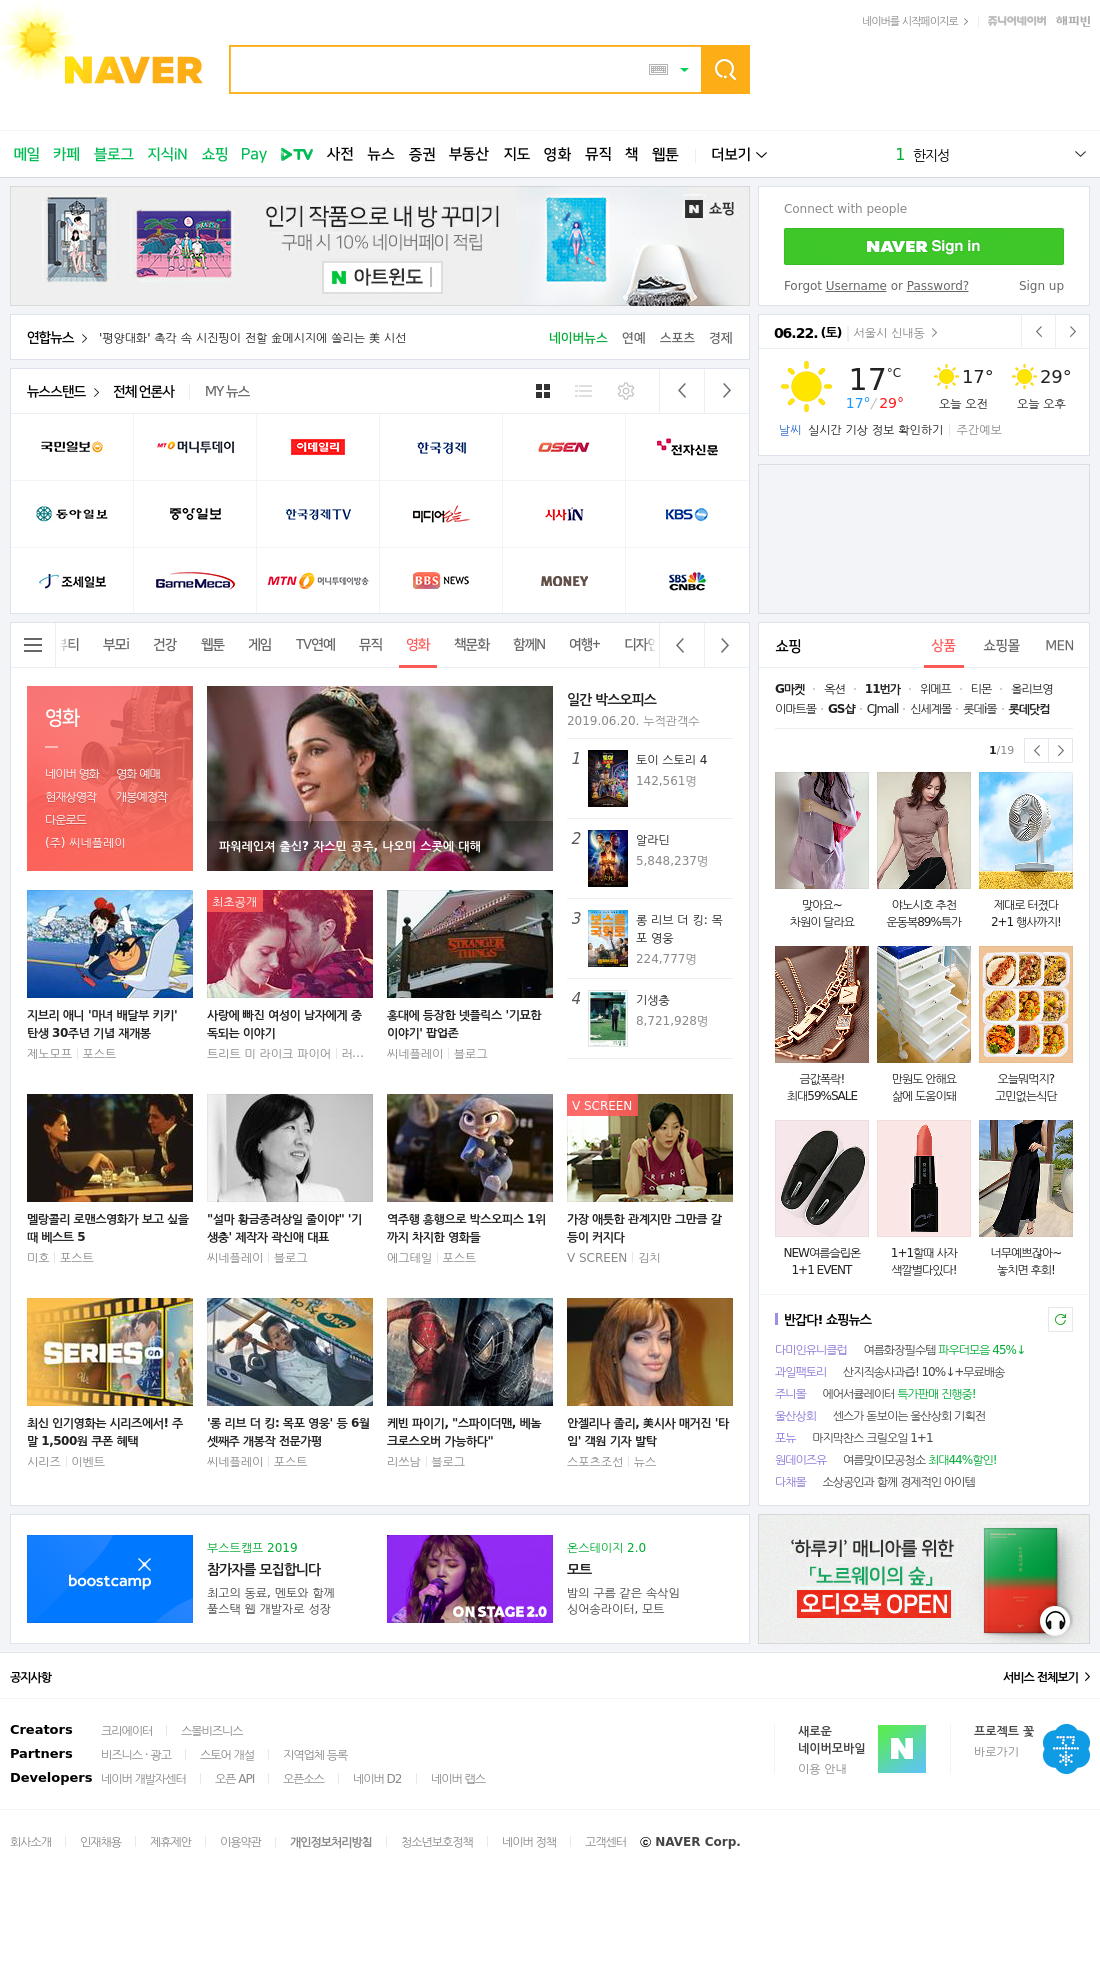 네이버를 시작페이지로
쥬니어네이버 해피빈
NAVER
메일 카페 블로그 지식iN 쇼핑 Pay TV 사전 뉴스 증권 부동산 지도 영화 뮤직 책 웹툰 더보기
1 한지성
인기 작품으로 내 방 꾸미기
구매 시 10% 네이버페이 적립
N 아트윈도
N 쇼핑
Connect with people
NAVER Sign in
Forgot Username or Password? Sign up
연합뉴스 '평양대화' 촉각 속 시진핑이 전할 金메시지에 쏠리는 美 시선
네이버뉴스 연예 스포츠 경제
06.22.(토) 서울시 신내동
17°C
17°/29°
17° 29°
오늘 오전 오늘 오후
날씨 실시간 기상 정보 확인하기 주간예보
뉴스스탠드 전체 언론사 MY 뉴스
국민일보 MT머니투데이 이데일리 한국경제 OSEN 전자신문
동아일보 중앙일보 한국경제TV 미디어오늘 시사IN KBS
조세일보 GameMeca MTN 머니투데이방송 BBS NEWS MONEY SBS CNBC
뷰티 부모i 건강 웹툰 게임 TV연예 뮤직 영화 책문화 함께N 여행+ 디자인
영화
네이버 영화 영화 예매
현재상영작 개봉예정작
다운로드
(주) 씨네플레이
파워레인져 출신? 자스민 공주, 나오미 스콧에 대해
일간 박스오피스
2019.06.20. 누적관객수
1 토이 스토리 4
142,561명
2 알라딘
5,848,237명
3 롱 리브 더 킹: 목포 영웅
224,777명
4 기생충
8,721,928명
지브리 애니 '마녀 배달부 키키'
탄생 30주년 기념 재개봉
제노모프 포스트
최초공개
사랑에 빠진 여성이 남자에게 중
독되는 이야기
트리트 미 라이크 파이어 러...
STRANGER THINGS
홍대에 등장한 넷플릭스 '기묘한
이야기' 팝업존
씨네플레이 블로그
멜랑콜리 로맨스영화가 보고 싶을
때 베스트 5
미호 포스트
"설마 황금종려상일 줄이야" '기
생충' 제작자 곽신애 대표
씨네플레이 블로그
역주행 흥행으로 박스오피스 1위
까지 차지한 영화들
에그테일 포스트
V SCREEN
가장 애틋한 관계지만 그만큼 갈
등이 커지다
V SCREEN 김치
SERIES on
최신 인기영화는 시리즈에서! 주
말 1,500원 쿠폰 혜택
시리즈 이벤트
'롱 리브 더 킹: 목포 영웅' 등 6월
셋째주 개봉작 전문가평
씨네플레이 포스트
케빈 파이기, "스파이더맨, 베놈
크로스오버 가능하다"
리쓰남 블로그
안젤리나 졸리, 美시사 매거진 '타
임' 객원 기자 발탁
스포츠조선 뉴스
쇼핑 상품 쇼핑몰 MEN
G마켓 · 옥션 · 11번가 · 위메프 · 티몬 · 올리브영
이마트몰 · GS샵 · CJmall · 신세계몰 · 롯데i몰 · 롯데닷컴
1/19
맞아요~
차원이 달라요
야노시호 추천
운동복89%특가
제대로 터졌다
2+1 행사까지!
금값폭락!
최대59%SALE
만원도 안해요
삶에 도움이돼
오늘뭐먹지?
고민없는식단
NEW여름슬립온
1+1 EVENT
1+1할때 사자
색깔별다있다!
너무예쁘잖아~
놓치면 후회!
반갑다! 쇼핑뉴스
다미인유니클럽 여름화장필수템 파우더모음 45%↓
과일팩토리 산지직송사과즙! 10%↓+무료배송
주니몰 에어서큘레이터 특가판매 진행중!
울산상회 센스가 돋보이는 울산상회 기획전
포뉴 마지막찬스 크릴오일 1+1
원데이즈유 여름맞이모공청소 최대44%할인!
다채몰 소상공인과 함께 경제적인 아이템
boostcamp
부스트캠프 2019
참가자를 모집합니다
최고의 동료, 멘토와 함께
풀스택 웹 개발자로 성장
ON STAGE 2.0
온스테이지 2.0
모트
밤의 구름 같은 속삭임
싱어송라이터, 모트
'하루키' 매니아를 위한
「노르웨이의 숲」
오디오북 OPEN
공지사항 서비스 전체보기
Creators 크리에이터 스몰비즈니스
Partners 비즈니스 · 광고 스토어 개설 지역업체 등록
Developers 네이버 개발자센터 오픈 API 오픈소스 네이버 D2 네이버 랩스
새로운
네이버모바일
이용 안내
N
프로젝트 꽃
바로가기
회사소개 인재채용 제휴제안 이용약관 개인정보처리방침 청소년보호정책 네이버 정책 고객센터 ⓒ NAVER Corp.